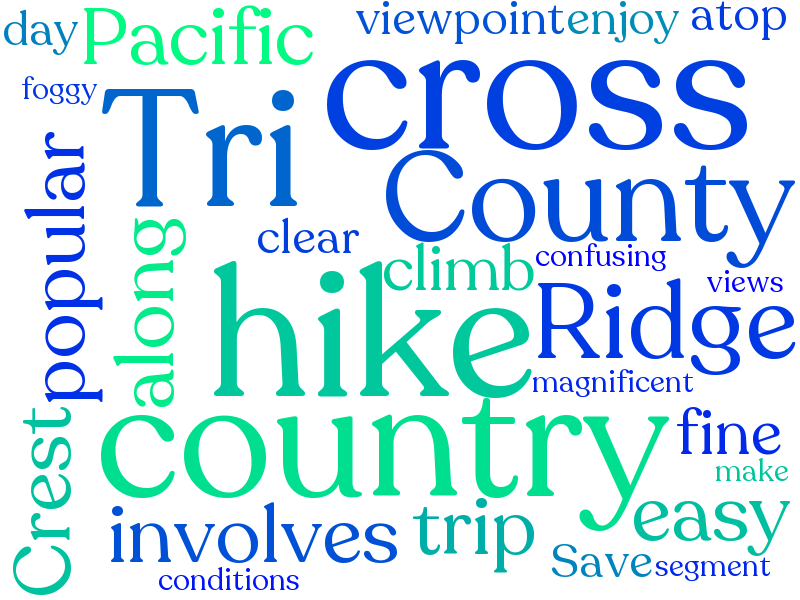 day
Pacific
viewpoint
enjoy
atop
foggy
Tri
cross
popular
County
along
clear
climb
confusing
views
hike
Ridge
magnificent
country
Crest
fine
make
involves
trip
easy
Save
segment
conditions